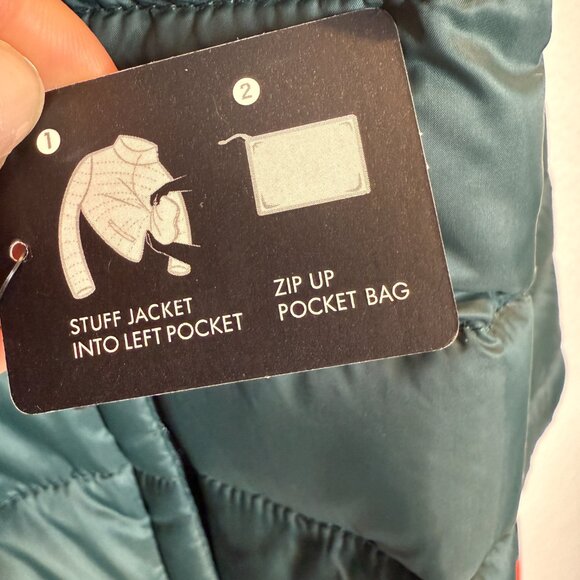 1
STUFF JACKET
INTO LEFT POCKET
2
ZIP UP
POCKET BAG